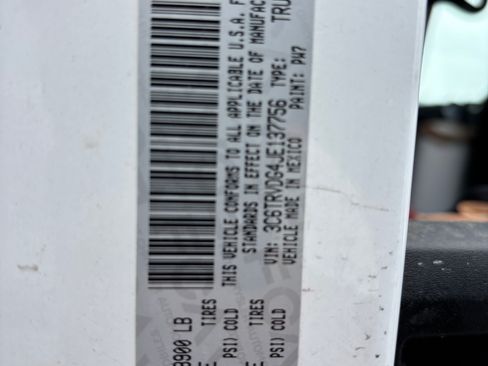 3900 LB TIRES
PSI) COLD
THIS VEHICLE CONFORMS TO ALL APPLICABLE U.S.A. F
STANDARDS IN EFFECT ON THE DATE OF MANUFAC
VIN: 3C6TRVDG4JE137756 TYPE: TRU
VEHICLE MADE IN MEXICO PAINT: PW7
TIRES
PSI) COLD